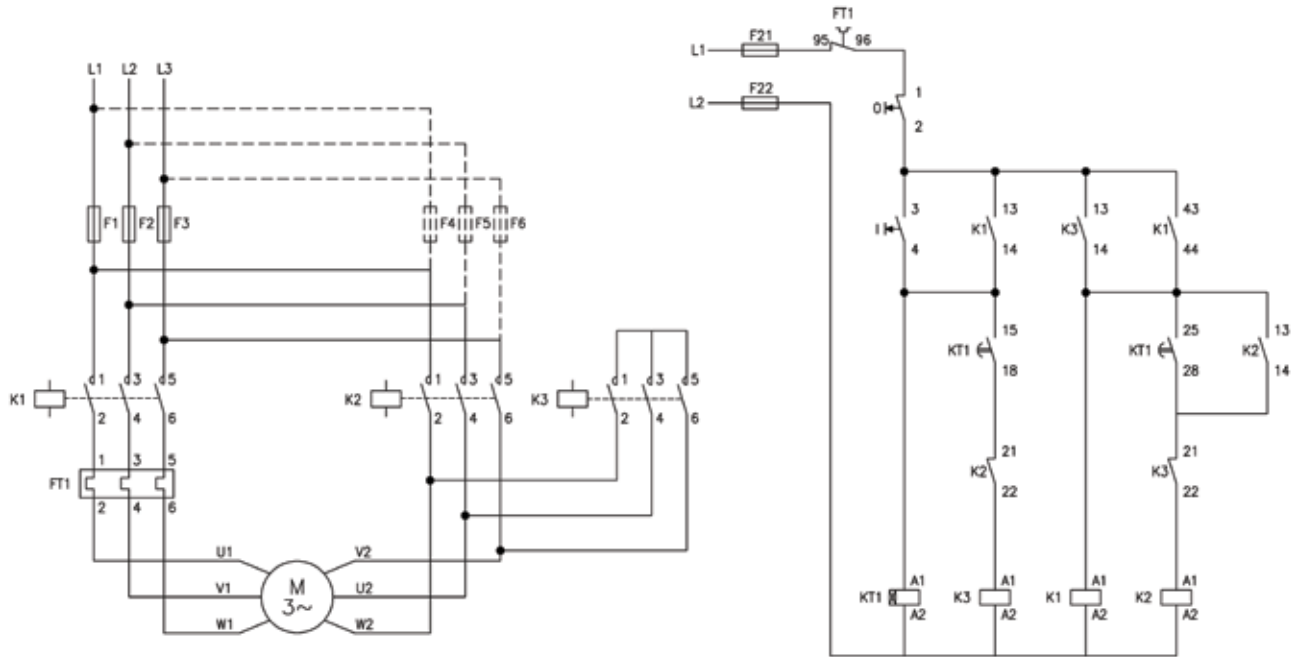 L1 L2 L3
F1 F2 F3 F4 F5 F6
K1 1 3 5 K2 1 3 5 K3 1 3 5
2 4 6 2 4 6 2 4 6
1 3 5
FT1
2 4 6
U1 V2
V1 M 3~ U2
W1 W2
FT1
L1 F21 95 96
L2 F22
1
O
2
3 13 13 43
I K1 K3 K1
4 14 14 44
15 25 13
KT1 KT1 K2
18 28 14
21 21
K2 K3
22 22
A1 A1 A1
KT1 K3 K1 K2
A2 A2 A2 A2